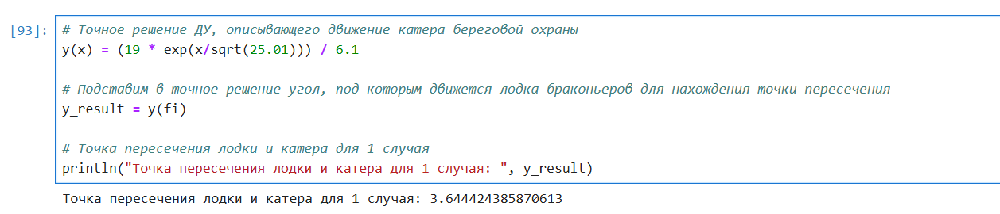 [93]: # Точное решение ДУ, описывающего движение катера береговой охраны
y(x) = (19 * exp(x/sqrt(25.01))) / 6.1
# Подставим в точное решение угол, под которым движется лодка браконьеров для нахождения точки пересечения
y_result = y(fi)
# Точка пересечения лодки и катера для 1 случая
println("Точка пересечения лодки и катера для 1 случая: ", y_result)
Точка пересечения лодки и катера для 1 случая: 3.644424385870613